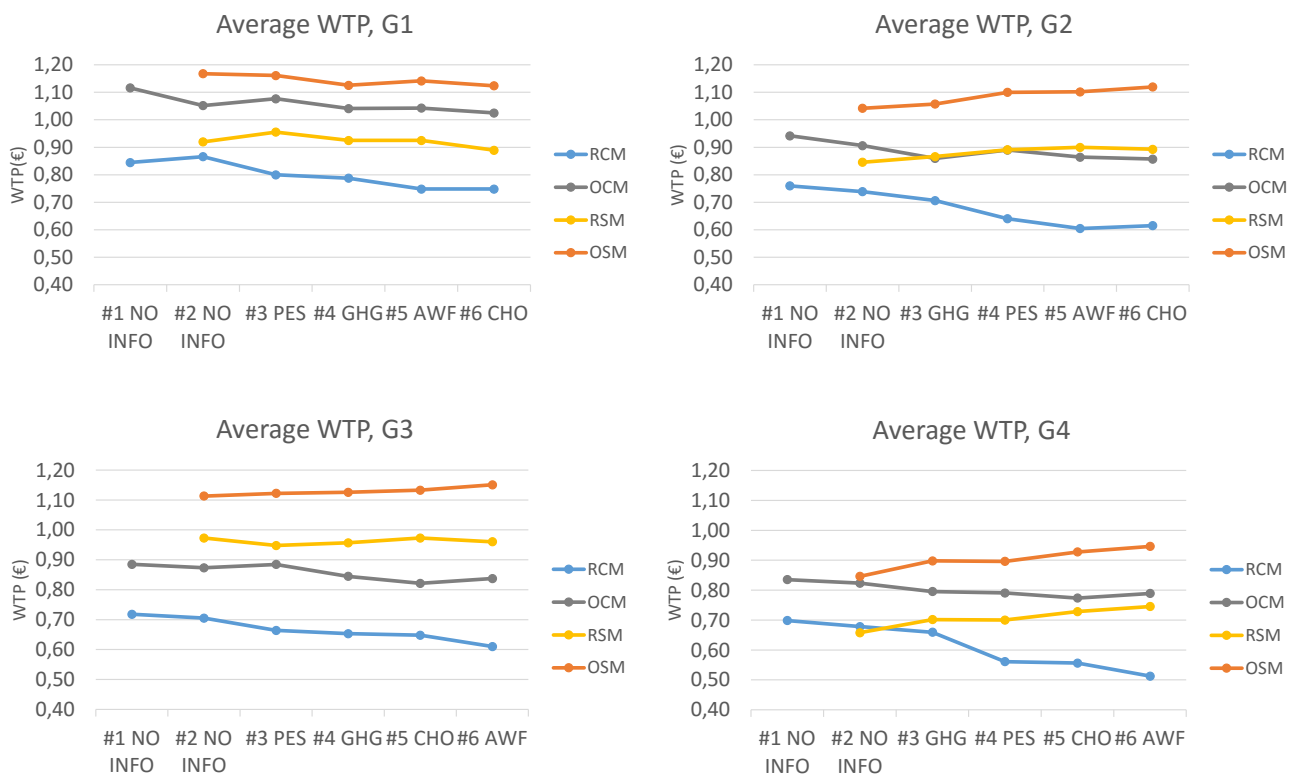 Average WTP, G1
1,20
1,10
1,00
0,90
0,80
0,70
0,60
0,50
0,40
WTP(€)
#1 NO INFO
#2 NO INFO
#3 PES
#4 GHG
#5 AWF
#6 CHO
RCM
OCM
RSM
OSM
Average WTP, G2
1,20
1,10
1,00
0,90
0,80
0,70
0,60
0,50
0,40
WTP (€)
#1 NO INFO
#2 NO INFO
#3 GHG
#4 PES
#5 AWF
#6 CHO
RCM
OCM
RSM
OSM
Average WTP, G3
1,20
1,10
1,00
0,90
0,80
0,70
0,60
0,50
0,40
WTP (€)
#1 NO INFO
#2 NO INFO
#3 PES
#4 GHG
#5 CHO
#6 AWF
RCM
OCM
RSM
OSM
Average WTP, G4
1,20
1,10
1,00
0,90
0,80
0,70
0,60
0,50
0,40
WTP (€)
#1 NO INFO
#2 NO INFO
#3 GHG
#4 PES
#5 CHO
#6 AWF
RCM
OCM
RSM
OSM